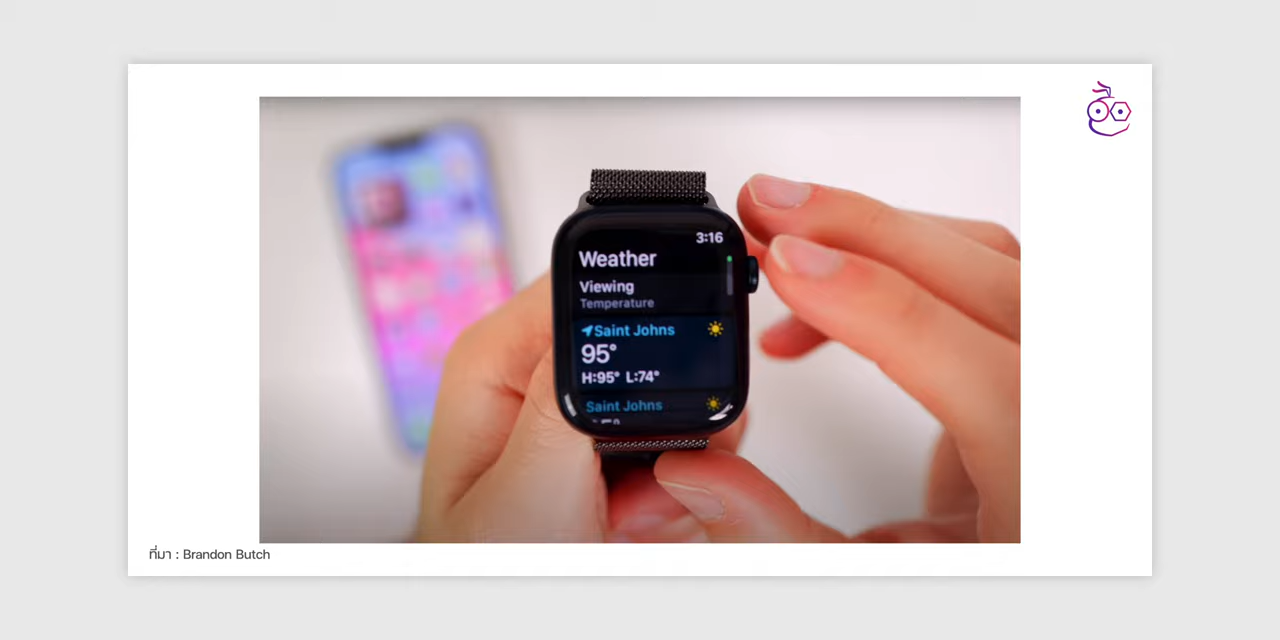 3:16
Weather
Viewing
Temperature
Saint Johns
95°
H:95° L:74°
Saint Johns
ที่มา : Brandon Butch